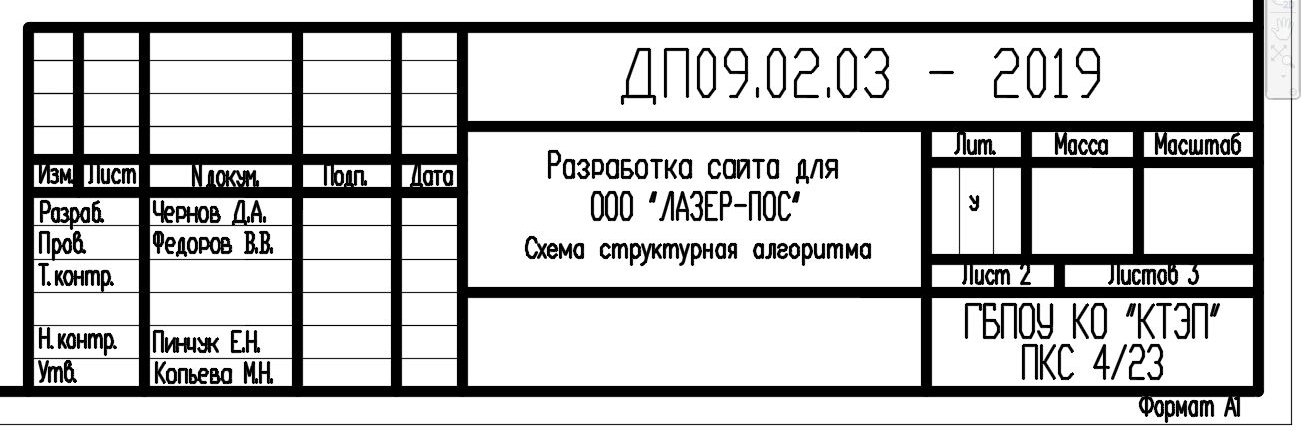 ДП09.02.03 - 2019
Разработка сайта для
ООО "ЛАЗЕР-ПОС"
Схема структурная алгоритма
Лит. Масса Масштаб
у
Лист 2 Листов 3
ГБПОУ КО "КТЭП"
ПКС 4/23
Изм. Лист N докум. Подп. Дата
Разраб. Чернов Д.А.
Пров. Федоров В.В.
Т. контр.
Н. контр. Пинчук Е.Н.
Утв. Копьева М.Н.
Формат А1